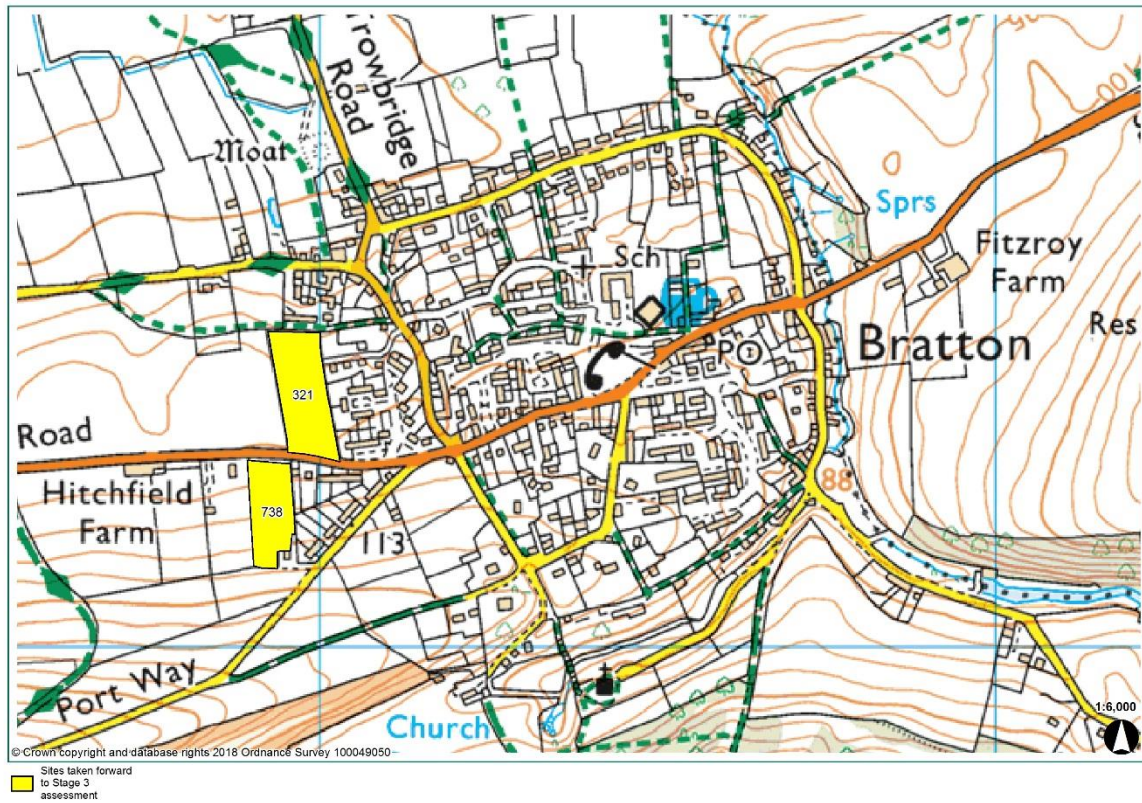 Trowbridge
Road
Moat
Sch
Sprs
Fitzroy
Farm
Res
PO
Bratton
321
Road
Hitchfield
Farm
738
113
88
Port Way
Church
1:6,000
© Crown copyright and database rights 2018 Ordnance Survey 100049050
Sites taken forward
to Stage 3
assessment